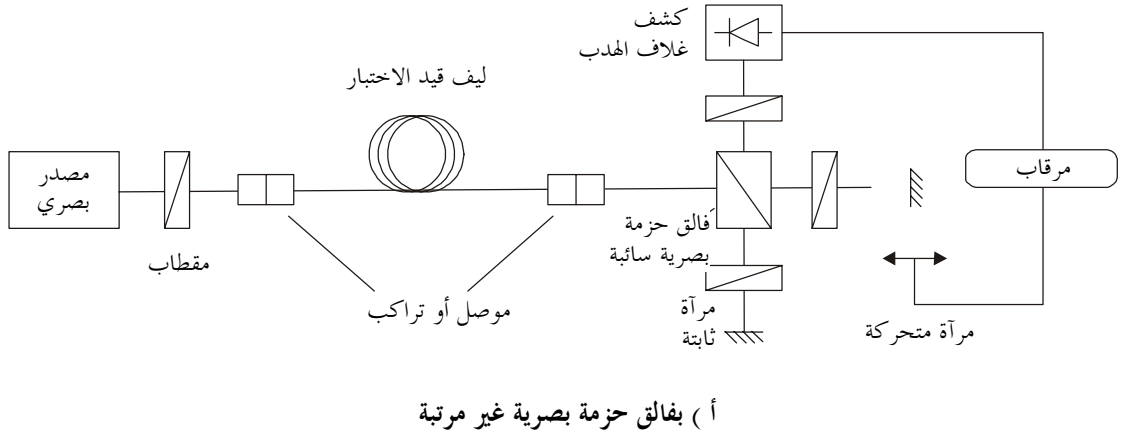 كشف
غلاف الهدب
ليف قيد الاختبار
مصدر
بصري
مرقاب
فالق حزمة
بصرية سائبة
مقطاب
موصل أو تراكب
مرآة
ثابتة
مرآة متحركة
أ ) بفالق حزمة بصرية غير مرتبة